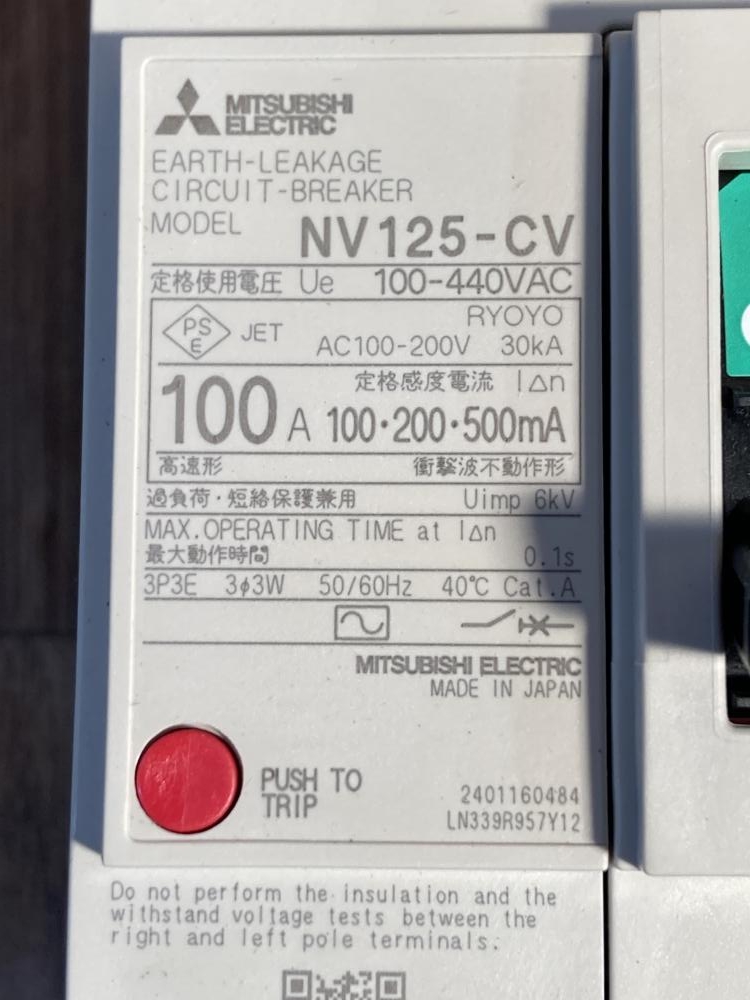 MITSUBISHI
ELECTRIC
EARTH-LEAKAGE
CIRCUIT-BREAKER
MODEL NV125-CV
定格使用電圧 Ue 100-440VAC
PS E JET RYOYO
AC100-200V 30kA
定格感度電流 I△n
100A 100・200・500mA
高速形 衝撃波不動作形
過負荷・短絡保護兼用 Uimp 6kV
MAX.OPERATING TIME at I△n
最大動作時間 0.1s
3P3E 3φ3W 50/60Hz 40℃ Cat.A
MITSUBISHI ELECTRIC
MADE IN JAPAN
PUSH TO
TRIP
2401160484
LN339R957Y12
Do not perform the insulation and the
withstand voltage tests between the
right and left pole terminals.